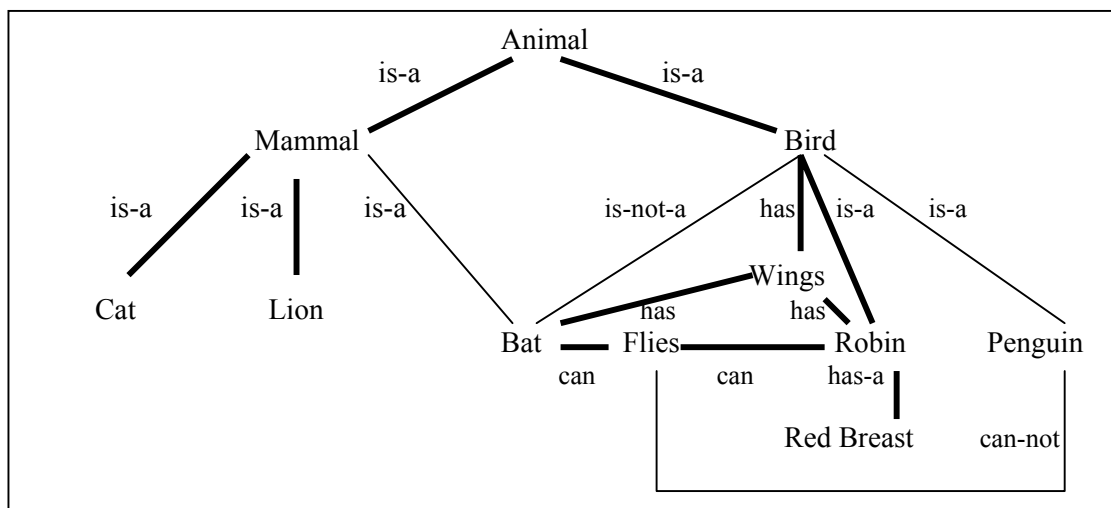 Animal
is-a is-a
Mammal Bird
is-a is-a is-a is-not-a has is-a is-a
Wings
Cat Lion has has
Bat Flies Robin Penguin
can can has-a
Red Breast can-not